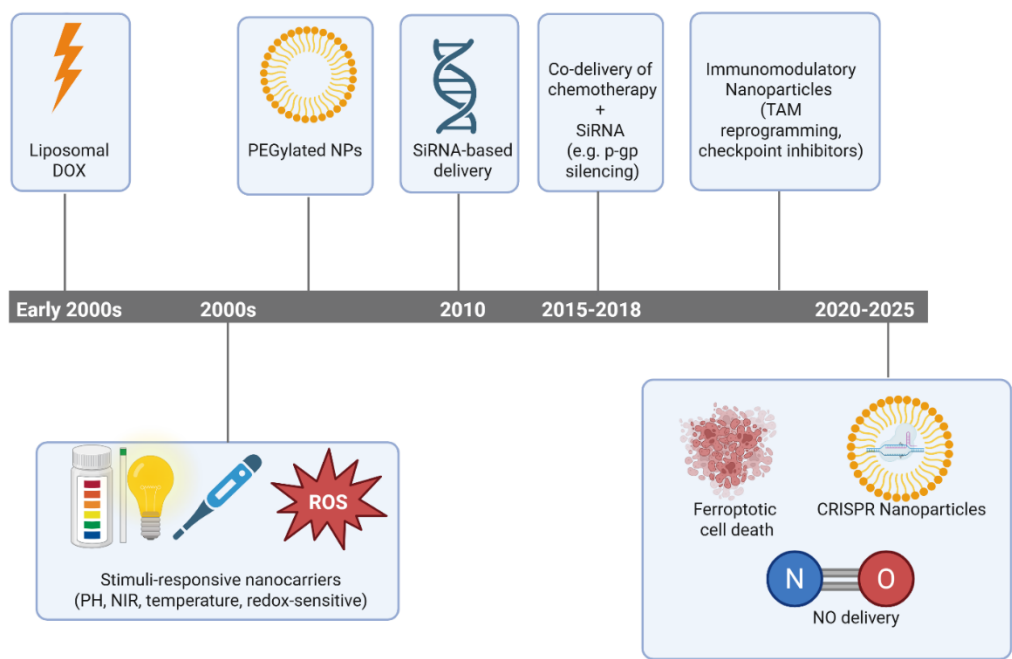 Liposomal
DOX
PEGylated NPs
SiRNA-based
delivery
Co-delivery of
chemotherapy
+
SiRNA
(e.g. p-gp
silencing)
Immunomodulatory
Nanoparticles
(TAM
reprogramming,
checkpoint inhibitors)
Early 2000s
2000s
2010
2015-2018
2020-2025
ROS
Stimuli-responsive nanocarriers
(PH, NIR, temperature, redox-sensitive)
Ferroptotic
cell death
CRISPR Nanoparticles
N
O
NO delivery